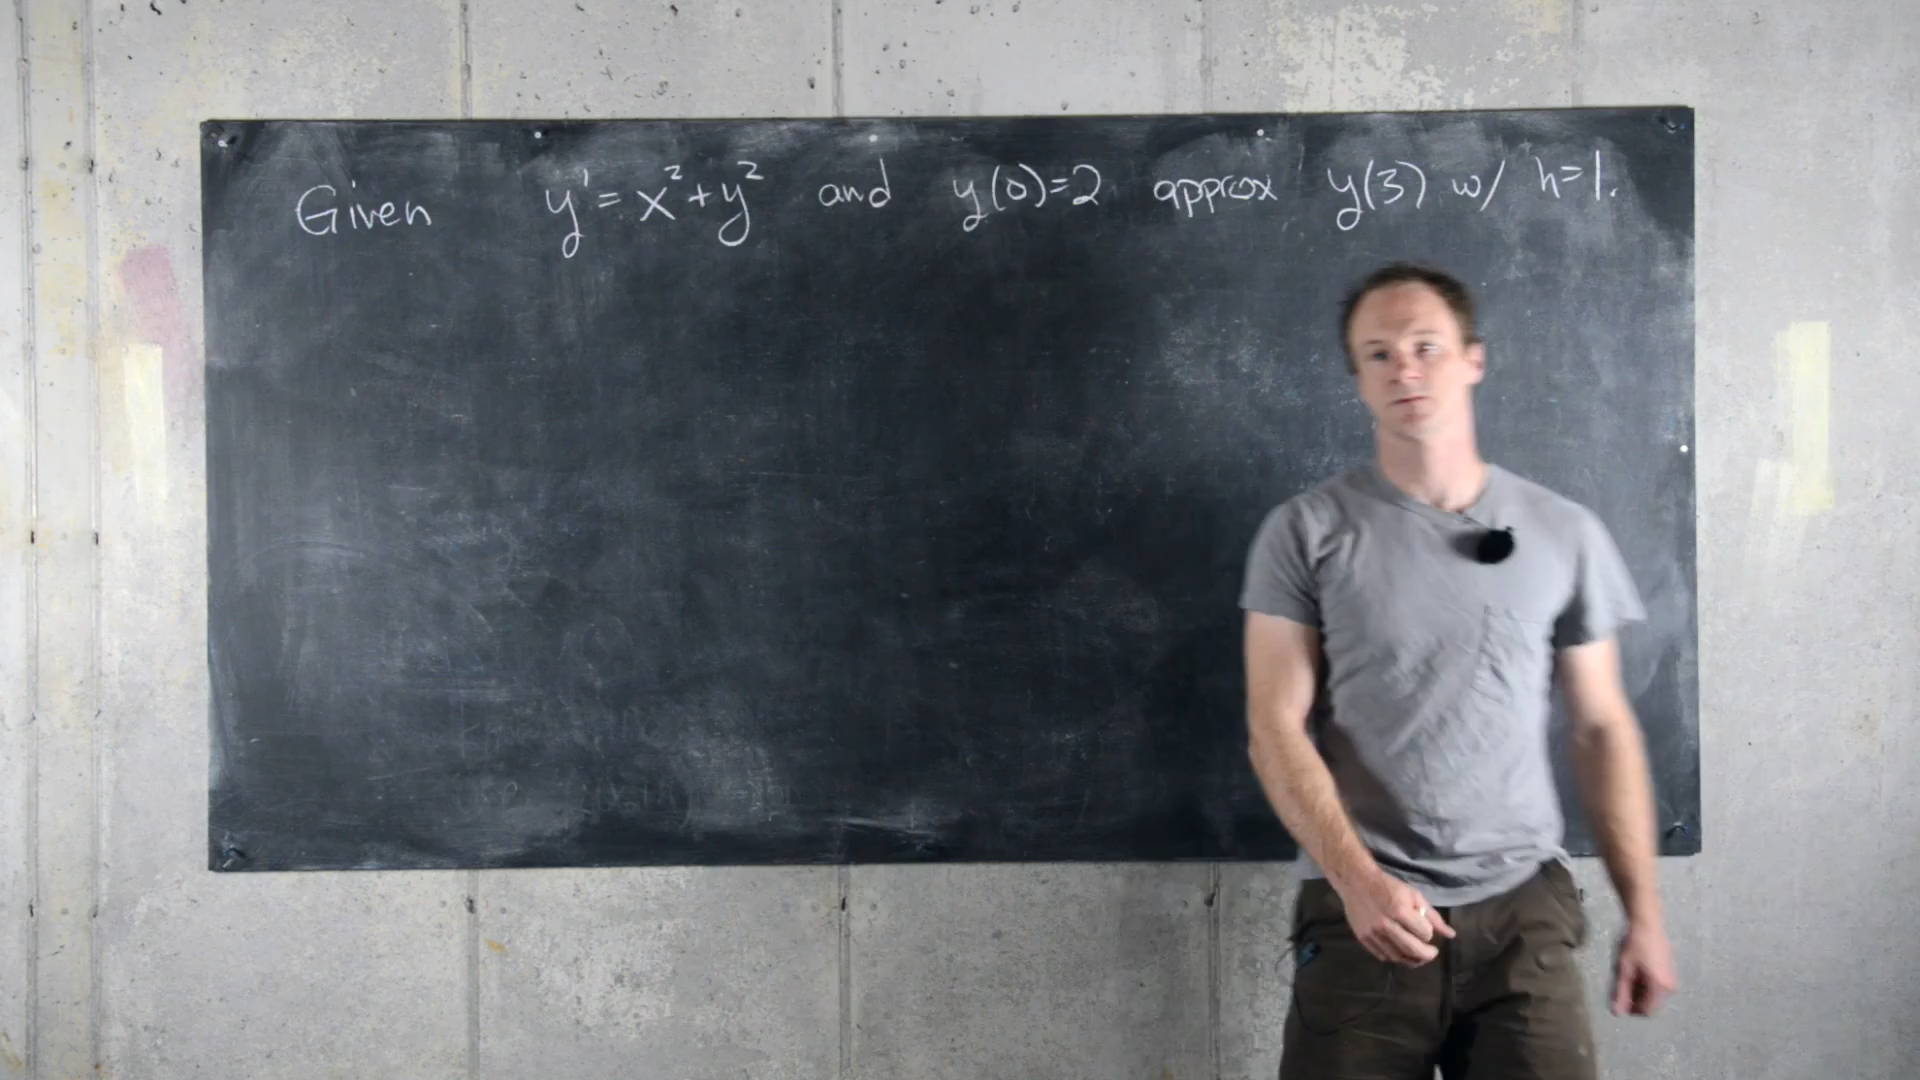 Given y' = x² + y² and y(0)=2 approx y(3) w/ h=1.